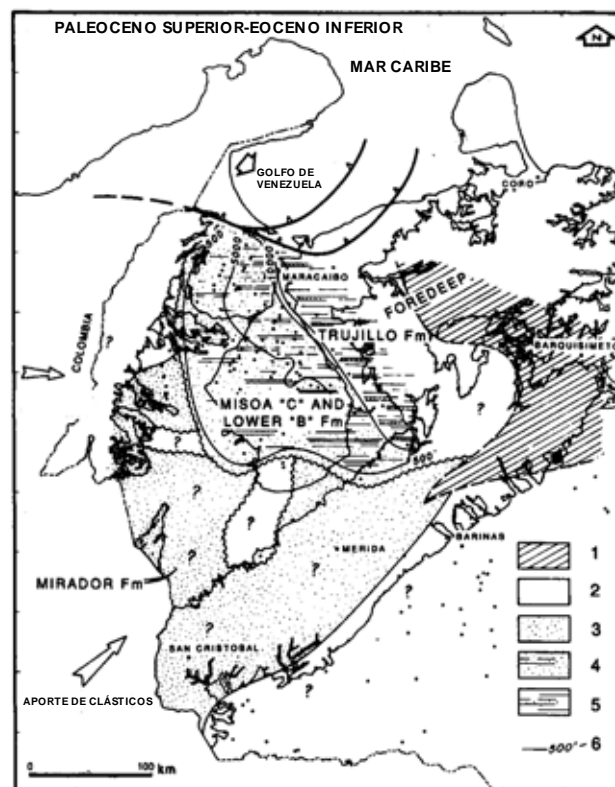 PALEOCENO SUPERIOR-EOCENO INFERIOR
N
MAR CARIBE
GOLFO DE
VENEZUELA
CORO
MARACAIBO
FOREDEEP
COLOMBIA
?
TRUJILLO Fm
BARQUISIMETO
MISOA "C" AND
LOWER "B" Fm
?
?
500
?
?
?
MERIDA
BARINAS
MIRADOR Fm
?
?
SAN CRISTOBAL
?
?
APORTE DE CLÁSTICOS
0 100
km
1
2
3
4
5
500' 6